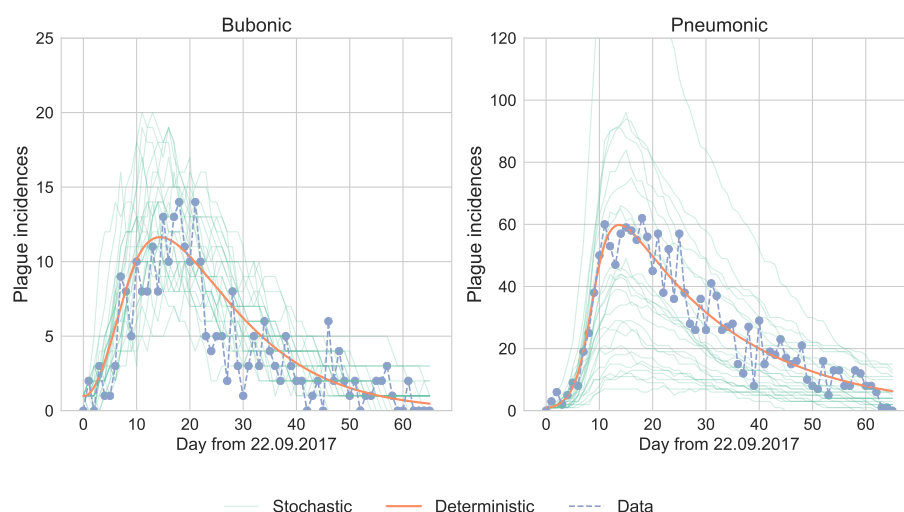 Bubonic
Pneumonic
Plague incidences
25
20
15
10
5
0
0 10 20 30 40 50 60
Day from 22.09.2017
Plague incidences
120
100
80
60
40
20
0
0 10 20 30 40 50 60
Day from 22.09.2017
Stochastic Deterministic Data